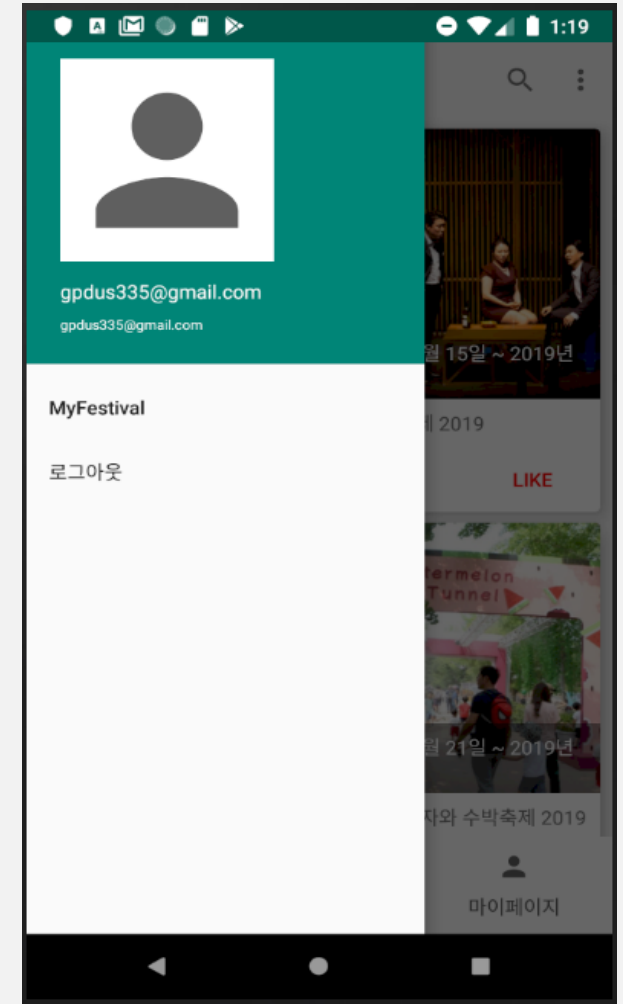 1:19
gpdus335@gmail.com
gpdus335@gmail.com
MyFestival
로그아웃
월 15일 ~ 2019년
2019
LIKE
termelon
Tunnel
월 21일 ~ 2019년
자와 수박축제 2019
마이페이지